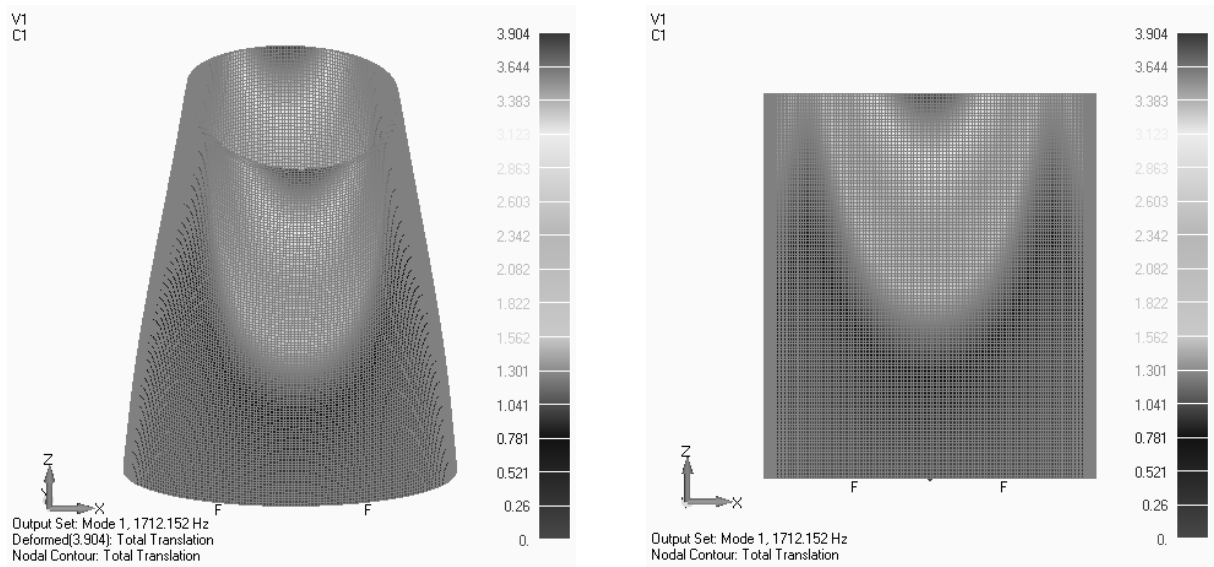 V1
C1
3.904
3.644
3.383
3.123
2.863
2.603
2.342
2.082
1.822
1.562
1.301
1.041
0.781
0.521
0.26
0.
Z
Y
X
F
F
Output Set: Mode 1, 1712.152 Hz
Deformed(3.904): Total Translation
Nodal Contour: Total Translation
V1
C1
3.904
3.644
3.383
3.123
2.863
2.603
2.342
2.082
1.822
1.562
1.301
1.041
0.781
0.521
0.26
0.
Z
X
F
F
Output Set: Mode 1, 1712.152 Hz
Nodal Contour: Total Translation